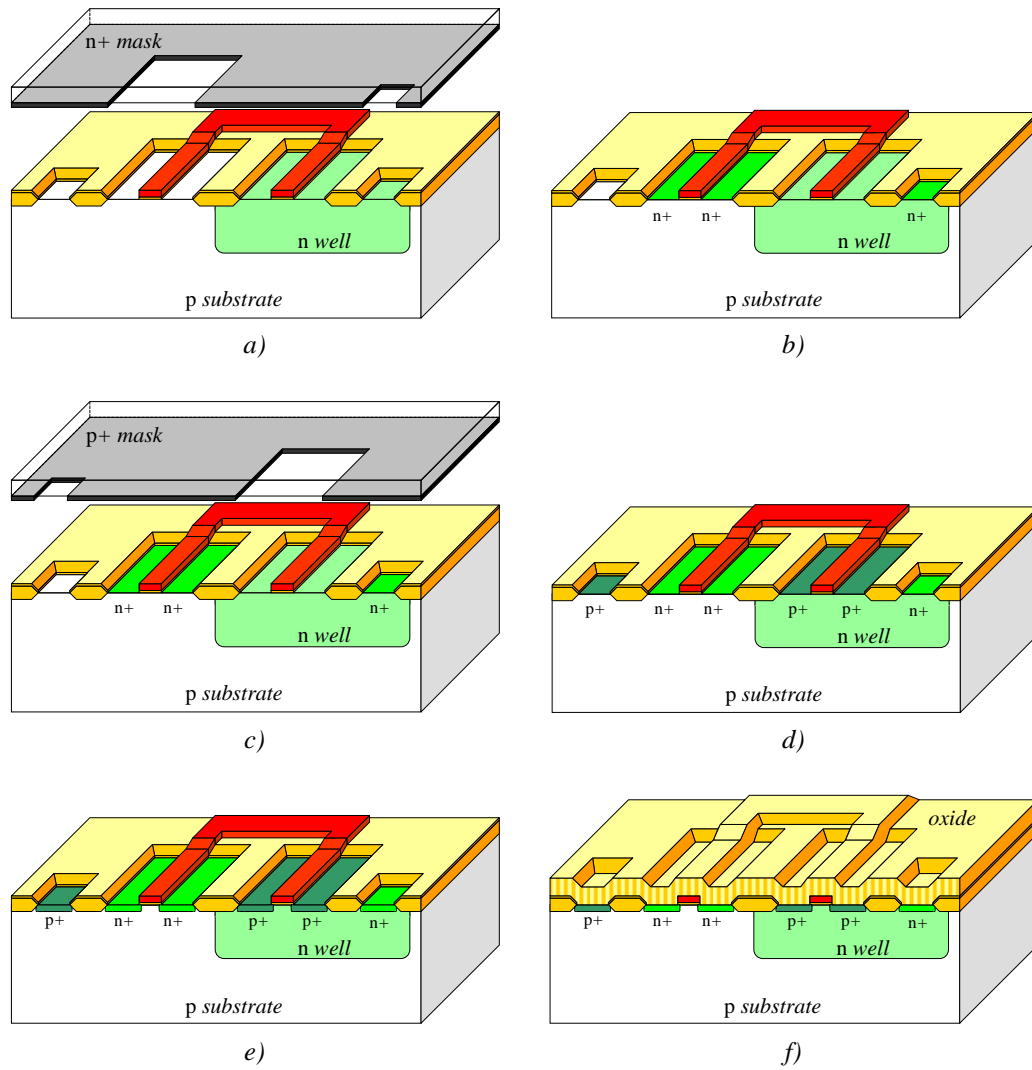 n+ mask
n well
p substrate
a)
n+ n+ n+
n well
p substrate
b)
p+ mask
n+ n+ n+
n well
p substrate
c)
p+ n+ n+ p+ p+ n+
n well
p substrate
d)
p+ n+ n+ p+ p+ n+
n well
p substrate
e)
oxide
p+ n+ n+ p+ p+ n+
n well
p substrate
f)